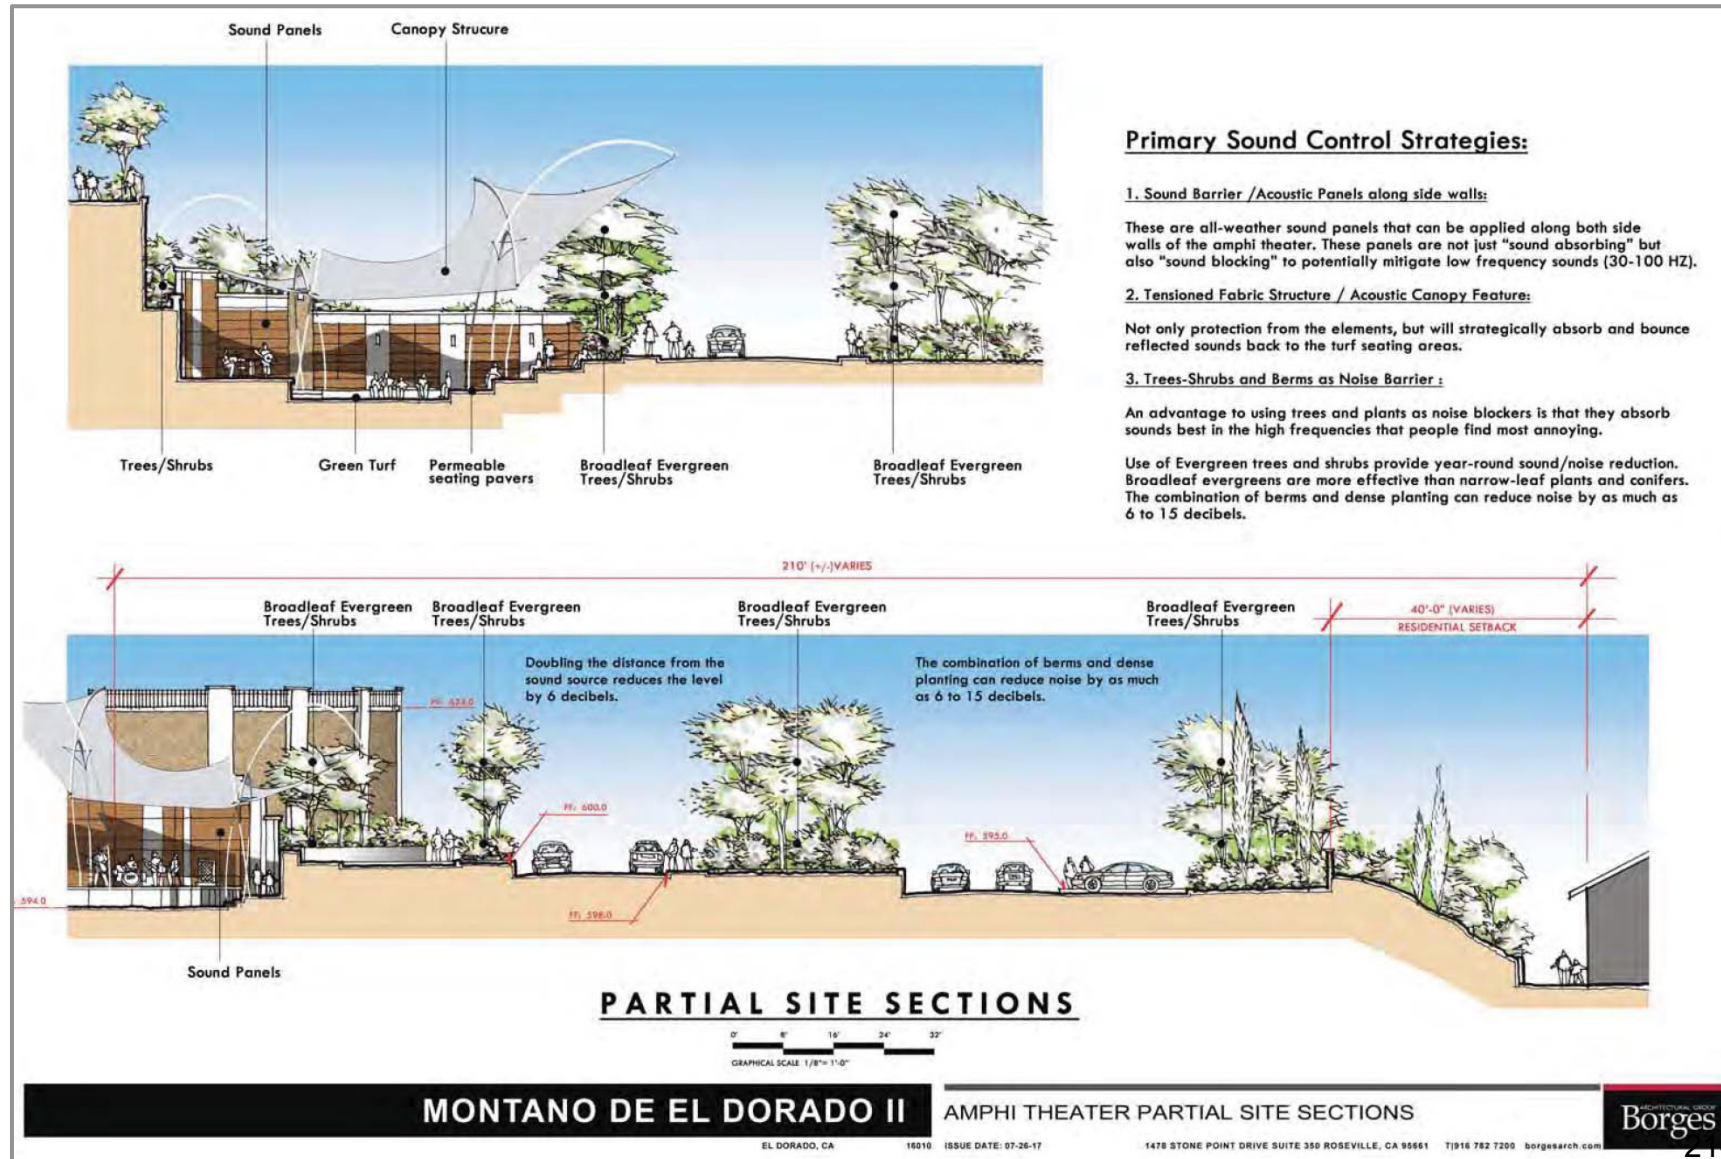 Sound Panels
Canopy Strucure
Primary Sound Control Strategies:
1. Sound Barrier /Acoustic Panels along side walls:
These are all-weather sound panels that can be applied along both side
walls of the amphi theater. These panels are not just "sound absorbing" but
also "sound blocking" to potentially mitigate low frequency sounds (30-100 HZ).
2. Tensioned Fabric Structure / Acoustic Canopy Feature:
Not only protection from the elements, but will strategically absorb and bounce
reflected sounds back to the turf seating areas.
3. Trees-Shrubs and Berms as Noise Barrier :
An advantage to using trees and plants as noise blockers is that they absorb
sounds best in the high frequencies that people find most annoying.
Use of Evergreen trees and shrubs provide year-round sound/noise reduction.
Broadleaf evergreens are more effective than narrow-leaf plants and conifers.
The combination of berms and dense planting can reduce noise by as much as
6 to 15 decibels.
Trees/Shrubs
Green Turf
Permeable
seating pavers
Broadleaf Evergreen
Trees/Shrubs
Broadleaf Evergreen
Trees/Shrubs
210' (+/-)VARIES
Broadleaf Evergreen
Trees/Shrubs
Broadleaf Evergreen
Trees/Shrubs
Broadleaf Evergreen
Trees/Shrubs
Broadleaf Evergreen
Trees/Shrubs
40'-0" (VARIES)
RESIDENTIAL SETBACK
Doubling the distance from the
sound source reduces the level
by 6 decibels.
The combination of berms and dense
planting can reduce noise by as much
as 6 to 15 decibels.
FF: 600.0
FF: 595.0
594.0
FF: 598.0
Sound Panels
PARTIAL SITE SECTIONS
0' 8' 16' 24' 32'
GRAPHICAL SCALE 1/8"= 1'-0"
MONTANO DE EL DORADO II
AMPHI THEATER PARTIAL SITE SECTIONS
ARCHITECTURAL GROUP
Borges
EL DORADO, CA
16010
ISSUE DATE: 07-26-17
1478 STONE POINT DRIVE SUITE 350 ROSEVILLE, CA 95661
T|916 782 7200
borgesarch.com